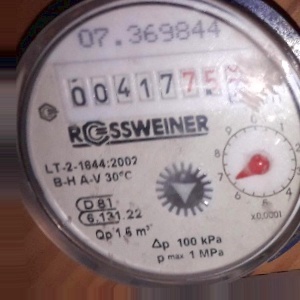 07.369844
0041775
ROSSWEINER
LT-2-1844:2002
B-H A-V 30°C
DB1
6.131.22
Qp 1.5 m³
Δp 100 kPa
p max 1 MPa
x0,0001